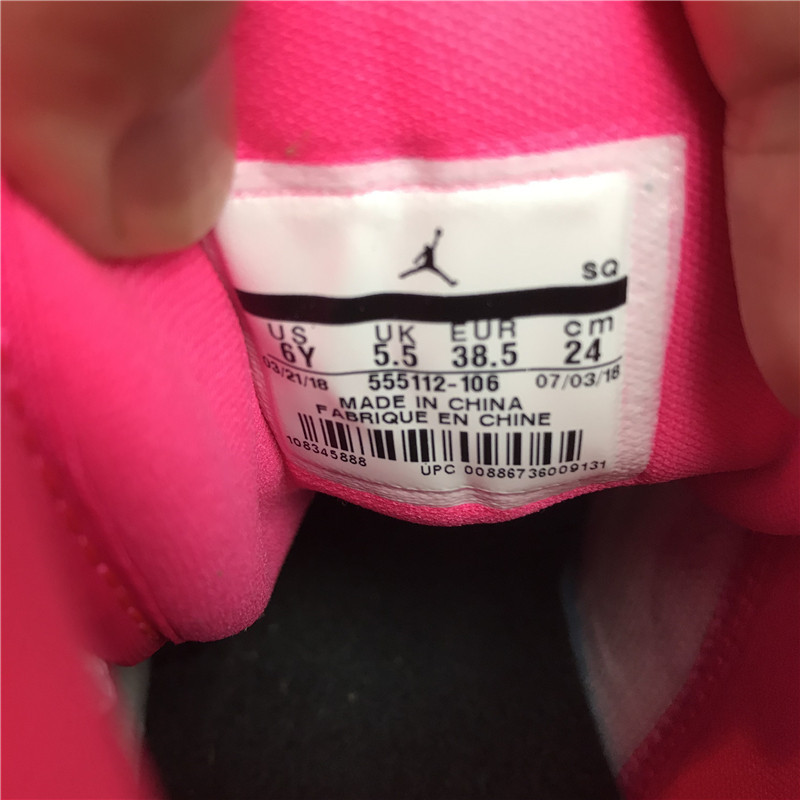 SQ
US UK EUR cm
6Y 5.5 38.5 24
03/21/18 555112-106 07/03/18
MADE IN CHINA
FABRIQUE EN CHINE
108345888
UPC 00886736009131